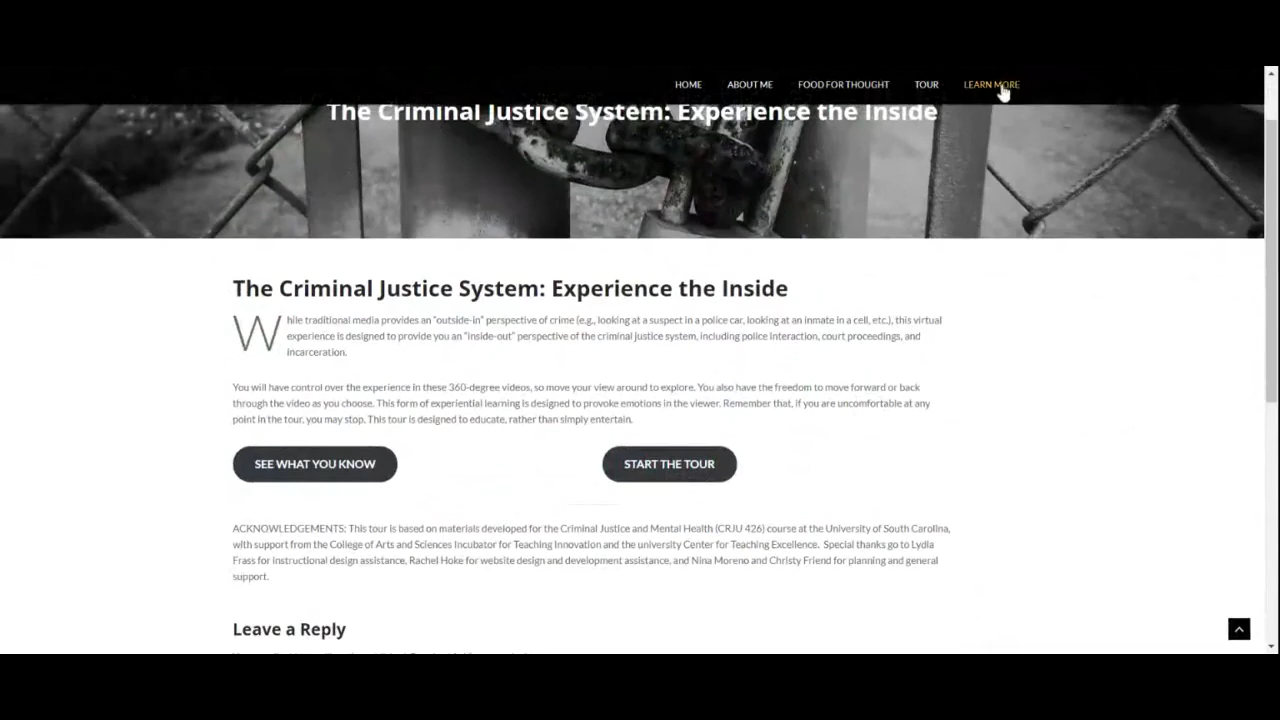 HOME ABOUT ME FOOD FOR THOUGHT TOUR LEARN MORE
The Criminal Justice System: Experience the Inside
The Criminal Justice System: Experience the Inside
While traditional media provides an “outside-in” perspective of crime (e.g., looking at a suspect in a police car, looking at an inmate in a cell, etc.), this virtual
experience is designed to provide you an “inside-out” perspective of the criminal justice system, including police interaction, court proceedings, and
incarceration.
You will have control over the experience in these 360-degree videos, so move your view around to explore. You also have the freedom to move forward or back
through the video as you choose. This form of experiential learning is designed to provoke emotions in the viewer. Remember that, if you are uncomfortable at any
point in the tour, you may stop. This tour is designed to educate, rather than simply entertain.
SEE WHAT YOU KNOW START THE TOUR
ACKNOWLEDGEMENTS: This tour is based on materials developed for the Criminal Justice and Mental Health (CRJU 426) course at the University of South Carolina,
with support from the College of Arts and Sciences Incubator for Teaching Innovation and the university Center for Teaching Excellence. Special thanks go to Lydia
Frass for instructional design assistance, Rachel Hoke for website design and development assistance, and Nina Moreno and Christy Friend for planning and general
support.
Leave a Reply